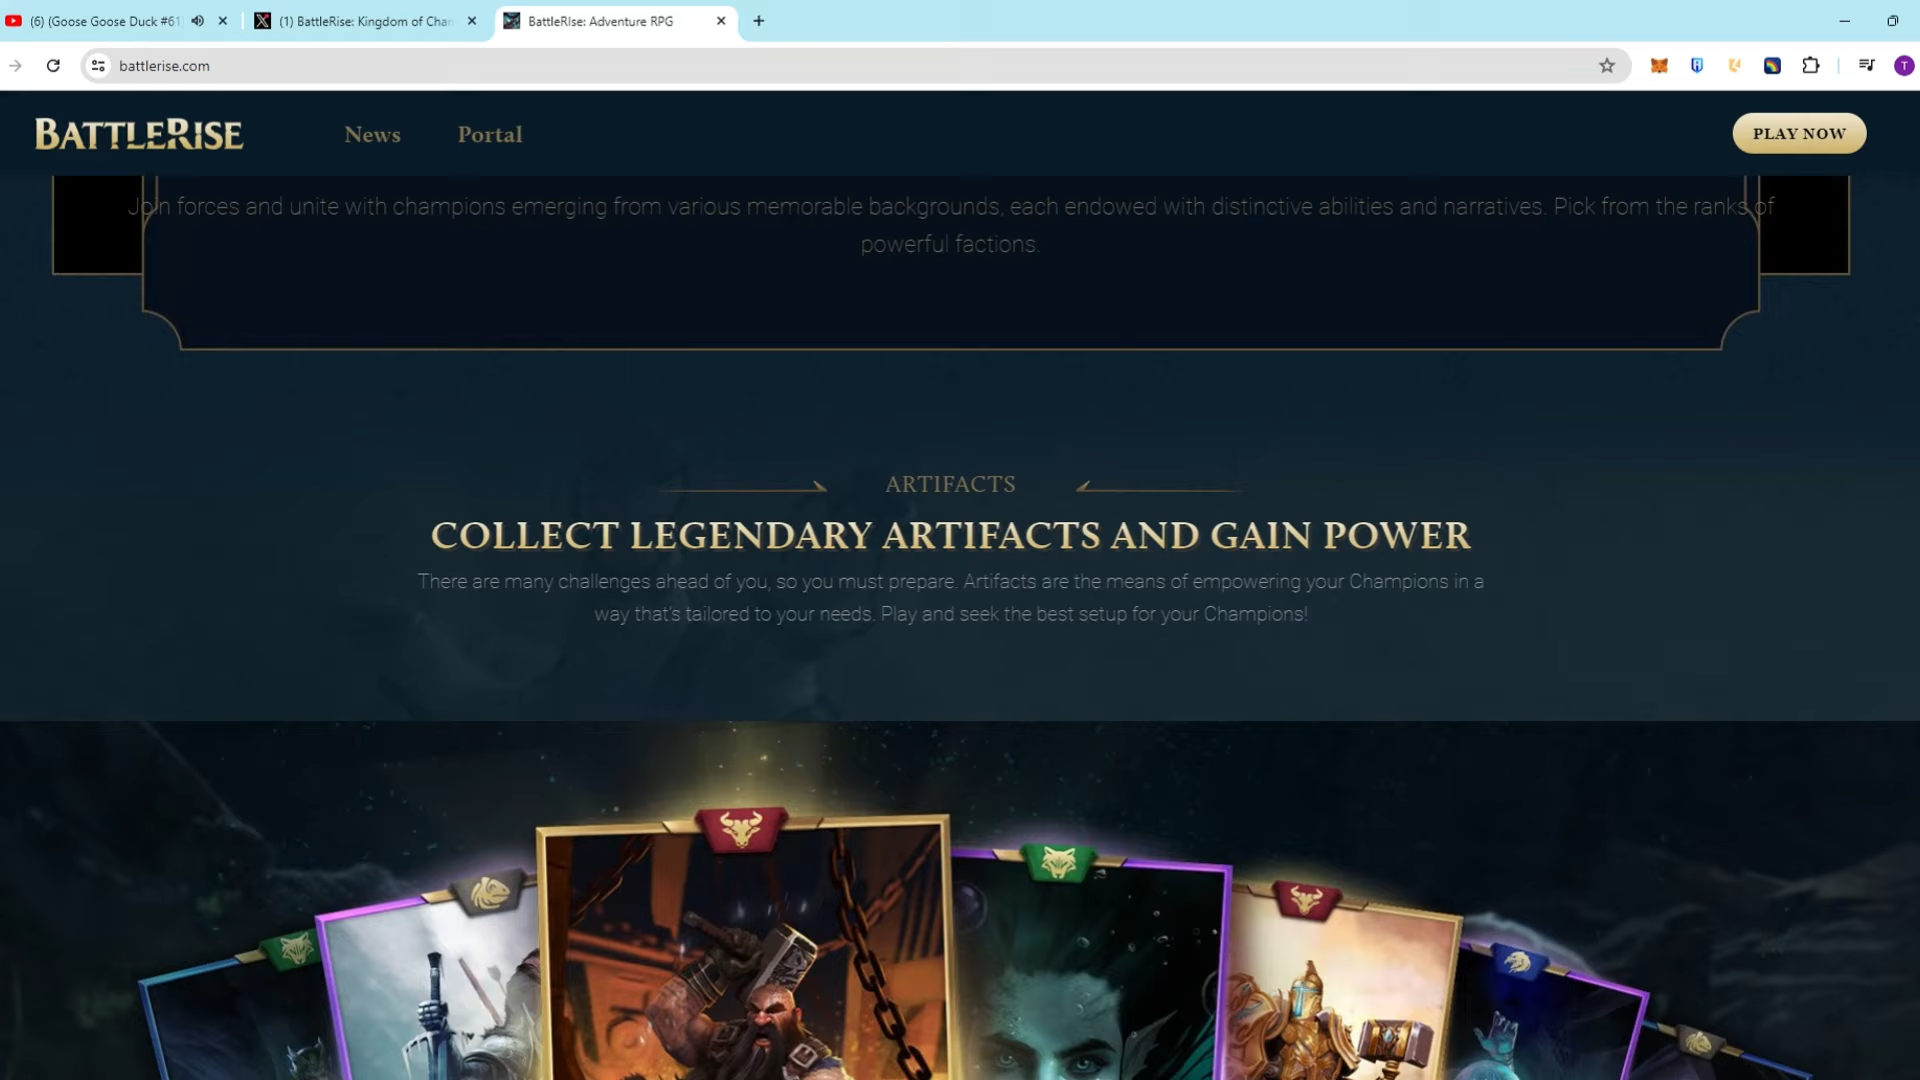 (6) (Goose Goose Duck #61
(1) BattleRise: Kingdom of Chan
BattleRIse: Adventure RPG
battlerise.com
T
BATTLERISE
News
Portal
PLAY NOW
Join forces and unite with champions emerging from various memorable backgrounds, each endowed with distinctive abilities and narratives. Pick from the ranks of
powerful factions.
ARTIFACTS
COLLECT LEGENDARY ARTIFACTS AND GAIN POWER
There are many challenges ahead of you, so you must prepare. Artifacts are the means of empowering your Champions in a
way that's tailored to your needs. Play and seek the best setup for your Champions!